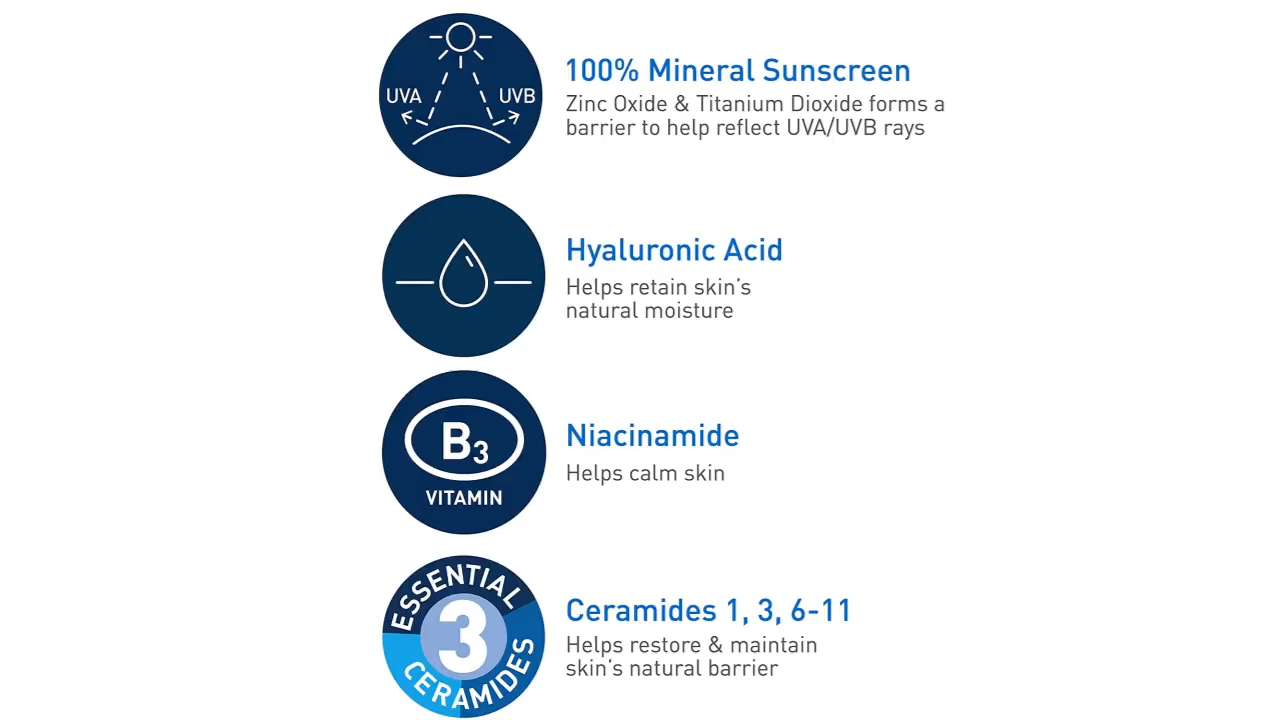 UVA
UVB
100% Mineral Sunscreen
Zinc Oxide & Titanium Dioxide forms a
barrier to help reflect UVA/UVB rays
Hyaluronic Acid
Helps retain skin's
natural moisture
B3
VITAMIN
Niacinamide
Helps calm skin
ESSENTIAL
3
CERAMIDES
Ceramides 1, 3, 6-11
Helps restore & maintain
skin's natural barrier